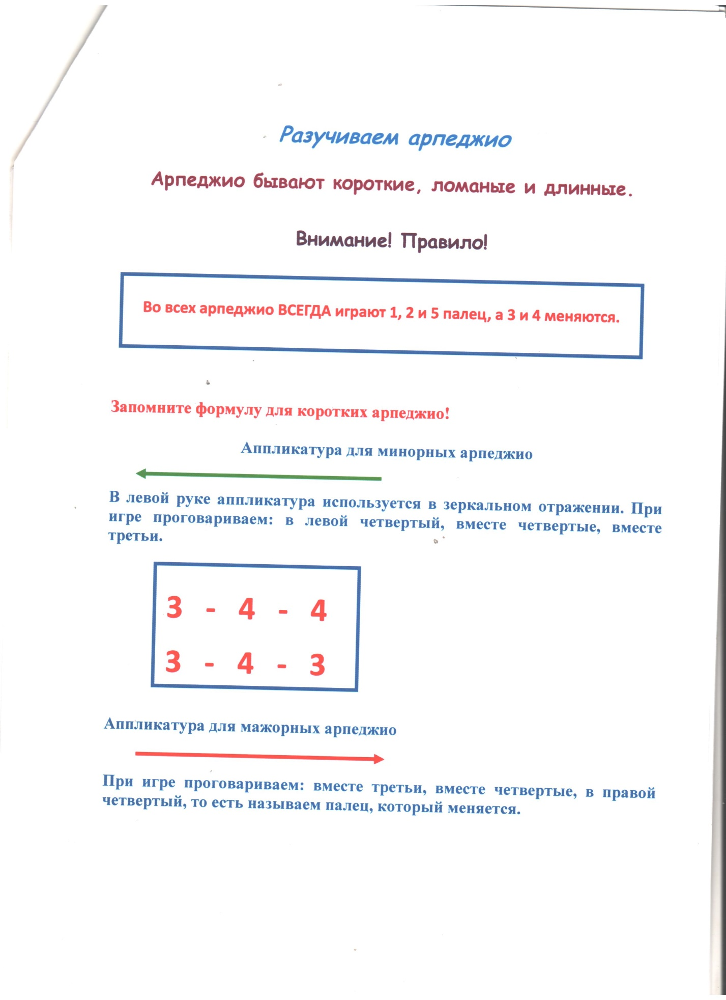 Разучиваем арпеджио
Арпеджио бывают короткие, ломаные и длинные.
Внимание! Правило!
Во всех арпеджио ВСЕГДА играют 1, 2 и 5 палец, а 3 и 4 меняются.
Запомните формулу для коротких арпеджио!
Аппликатура для минорных арпеджио
В левой руке аппликатура используется в зеркальном отражении. При
игре проговариваем: в левой четвертый, вместе четвертые, вместе
третьи.
3 - 4 - 4
3 - 4 - 3
Аппликатура для мажорных арпеджио
При игре проговариваем: вместе третьи, вместе четвертые, в правой
четвертый, то есть называем палец, который меняется.